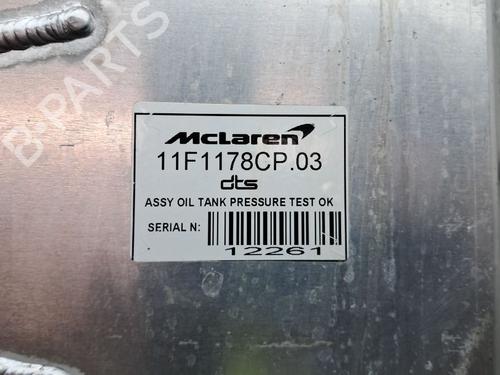 McLaren
11F1178CP.03
dts
ASSY OIL TANK PRESSURE TEST OK
SERIAL N:
12261
B-PARTS